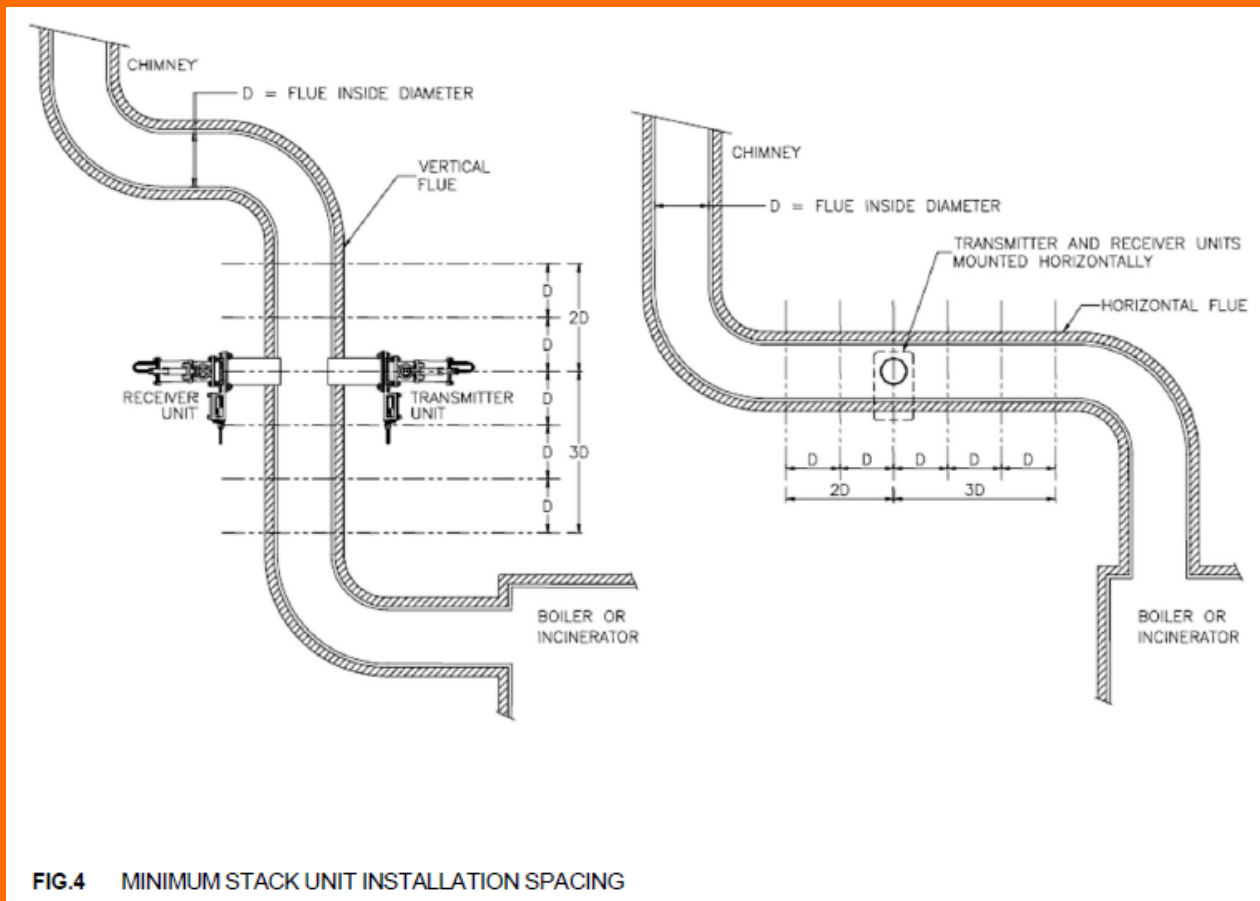 CHIMNEY
D = FLUE INSIDE DIAMETER
VERTICAL
FLUE
D
D
2D
D
D
3D
D
RECEIVER
UNIT
TRANSMITTER
UNIT
BOILER OR
INCINERATOR
CHIMNEY
D = FLUE INSIDE DIAMETER
TRANSMITTER AND RECEIVER UNITS
MOUNTED HORIZONTALLY
HORIZONTAL FLUE
D D D D D
2D 3D
BOILER OR
INCINERATOR
FIG.4 MINIMUM STACK UNIT INSTALLATION SPACING